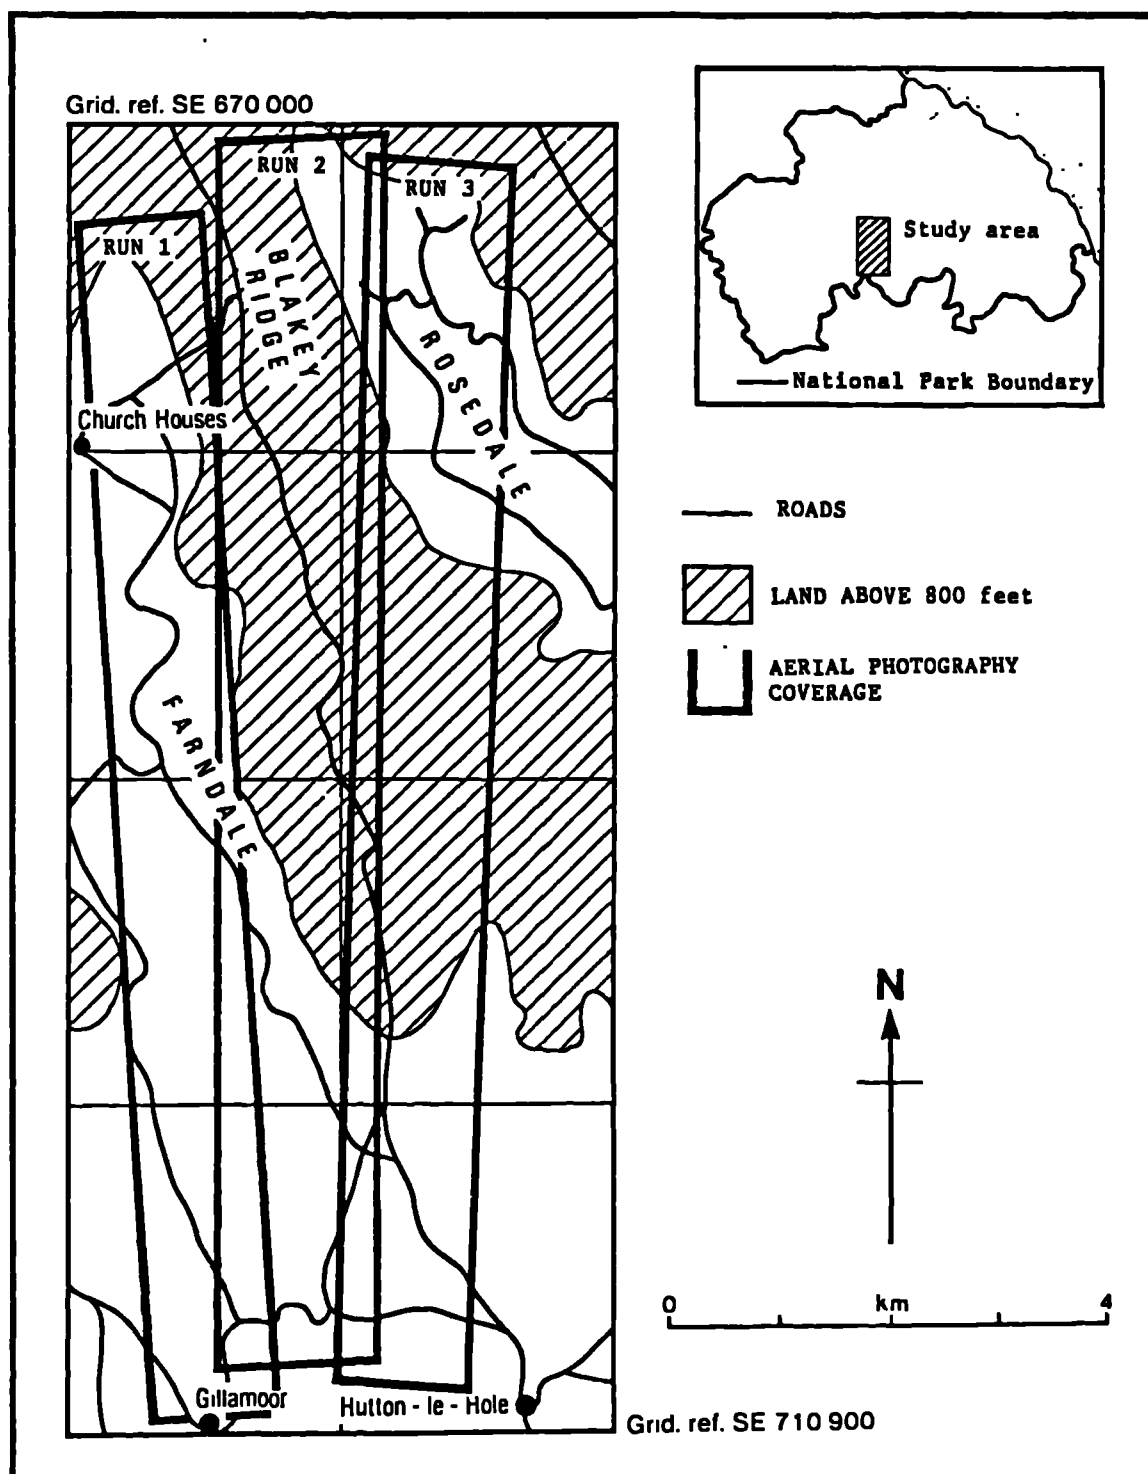 Grid. ref. SE 670 000
RUN 1
RUN 2
RUN 3
BLAKEY
RIDGE
ROSEDALE
Church Houses
FARNDALE
Gillamoor
Hutton - le - Hole
Grid. ref. SE 710 900
Study area
National Park Boundary
ROADS
LAND ABOVE 800 feet
AERIAL PHOTOGRAPHY
COVERAGE
N
0 km 4